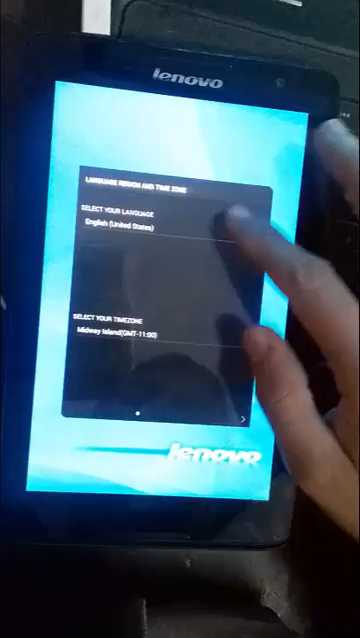 lenovo
LANGUAGE REGION AND TIME ZONE
SELECT YOUR LANGUAGE
English (United States)
SELECT YOUR TIMEZONE
Midway Island(GMT-11:00)
lenovo